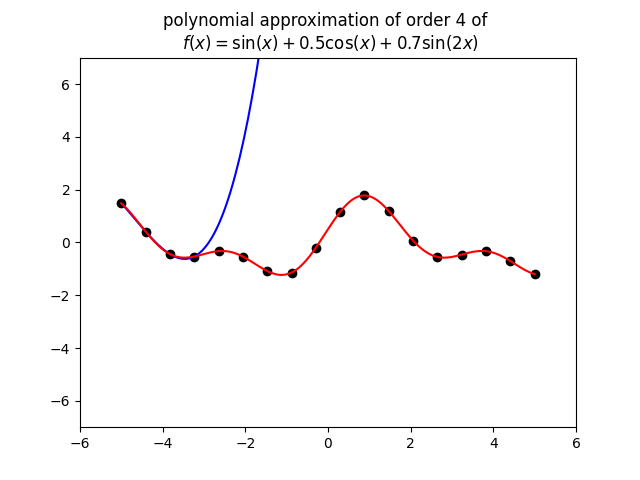 polynomial approximation of order 4 of
f(x) = sin(x) + 0.5cos(x) + 0.7sin(2x)
6
4
2
0
−2
−4
−6
−6 −4 −2 0 2 4 6